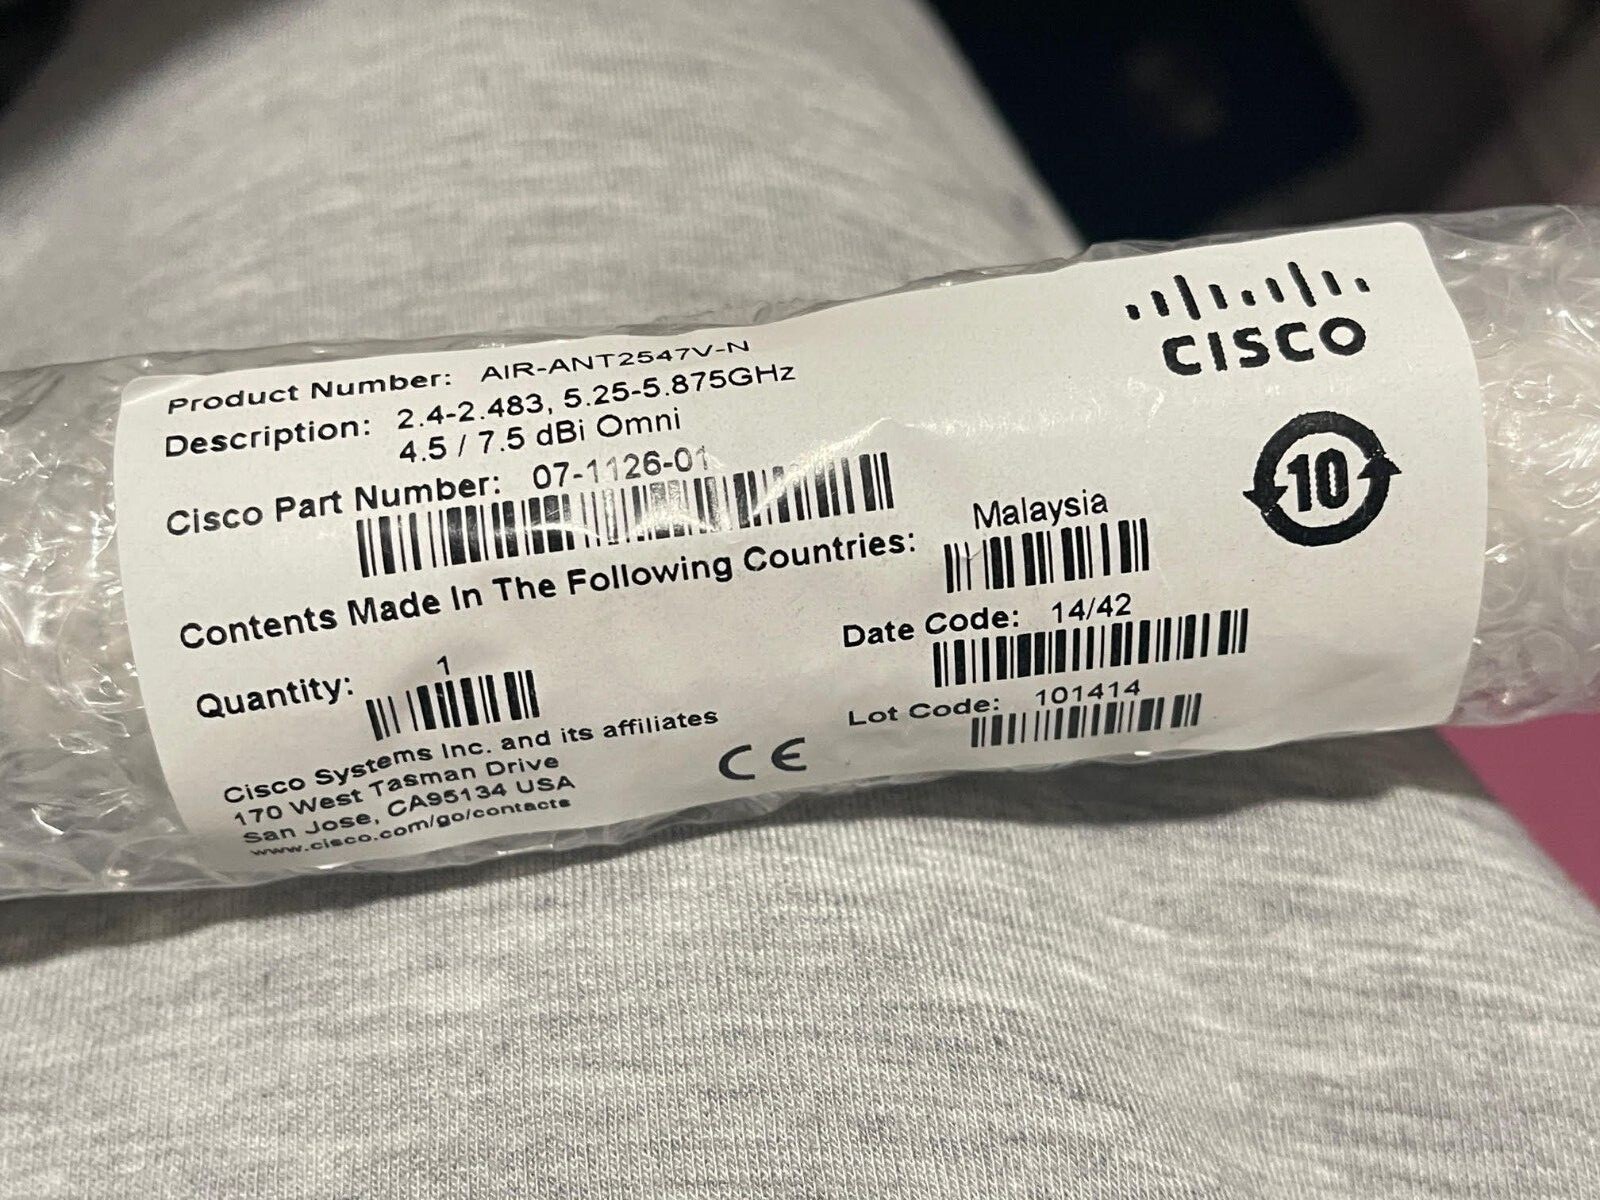 CISCO
Product Number: AIR-ANT2547V-N
Description: 2.4-2.483, 5.25-5.875GHz
4.5 / 7.5 dBi Omni
Cisco Part Number: 07-1126-01
Contents Made In The Following Countries: Malaysia
Quantity: 1
Date Code: 14/42
Lot Code: 101414
Cisco Systems Inc. and its affiliates
170 West Tasman Drive
San Jose, CA95134 USA
www.cisco.com/go/contacts
CE
10